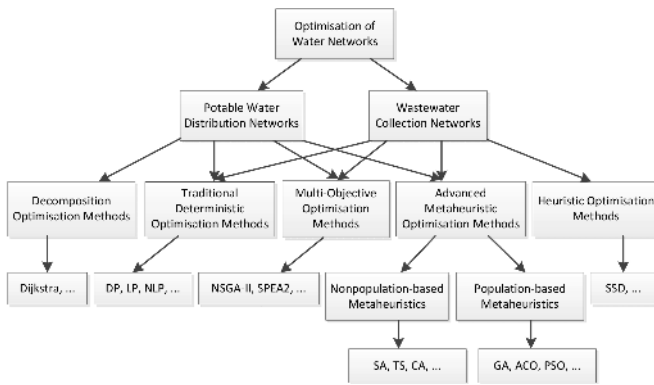 Optimisation of
Water Networks
Potable Water
Distribution Networks
Wastewater
Collection Networks
Decomposition
Optimisation Methods
Traditional
Deterministic
Optimisation Methods
Multi-Objective
Optimisation
Methods
Advanced
Metaheuristic
Optimisation Methods
Heuristic Optimisation
Methods
Dijkstra, ...
DP, LP, NLP, ...
NSGA-II, SPEA2, ...
Nonpopulation-based
Metaheuristics
Population-based
Metaheuristics
SSD, ...
SA, TS, CA, ...
GA, ACO, PSO, ...